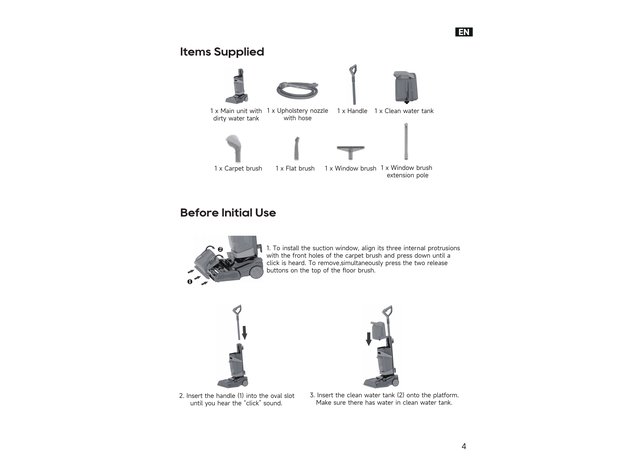 EN
Items Supplied
1 x Main unit with
dirty water tank
1 x Upholstery nozzle
with hose
1 x Handle
1 x Clean water tank
1 x Carpet brush
1 x Flat brush
1 x Window brush
1 x Window brush
extension pole
Before Initial Use
2
1
1. To install the suction window, align its three internal protrusions
with the front holes of the carpet brush and press down until a
click is heard. To remove,simultaneously press the two release
buttons on the top of the floor brush.
2. Insert the handle (1) into the oval slot
until you hear the "click" sound.
3. Insert the clean water tank (2) onto the platform.
Make sure there has water in clean water tank.
4